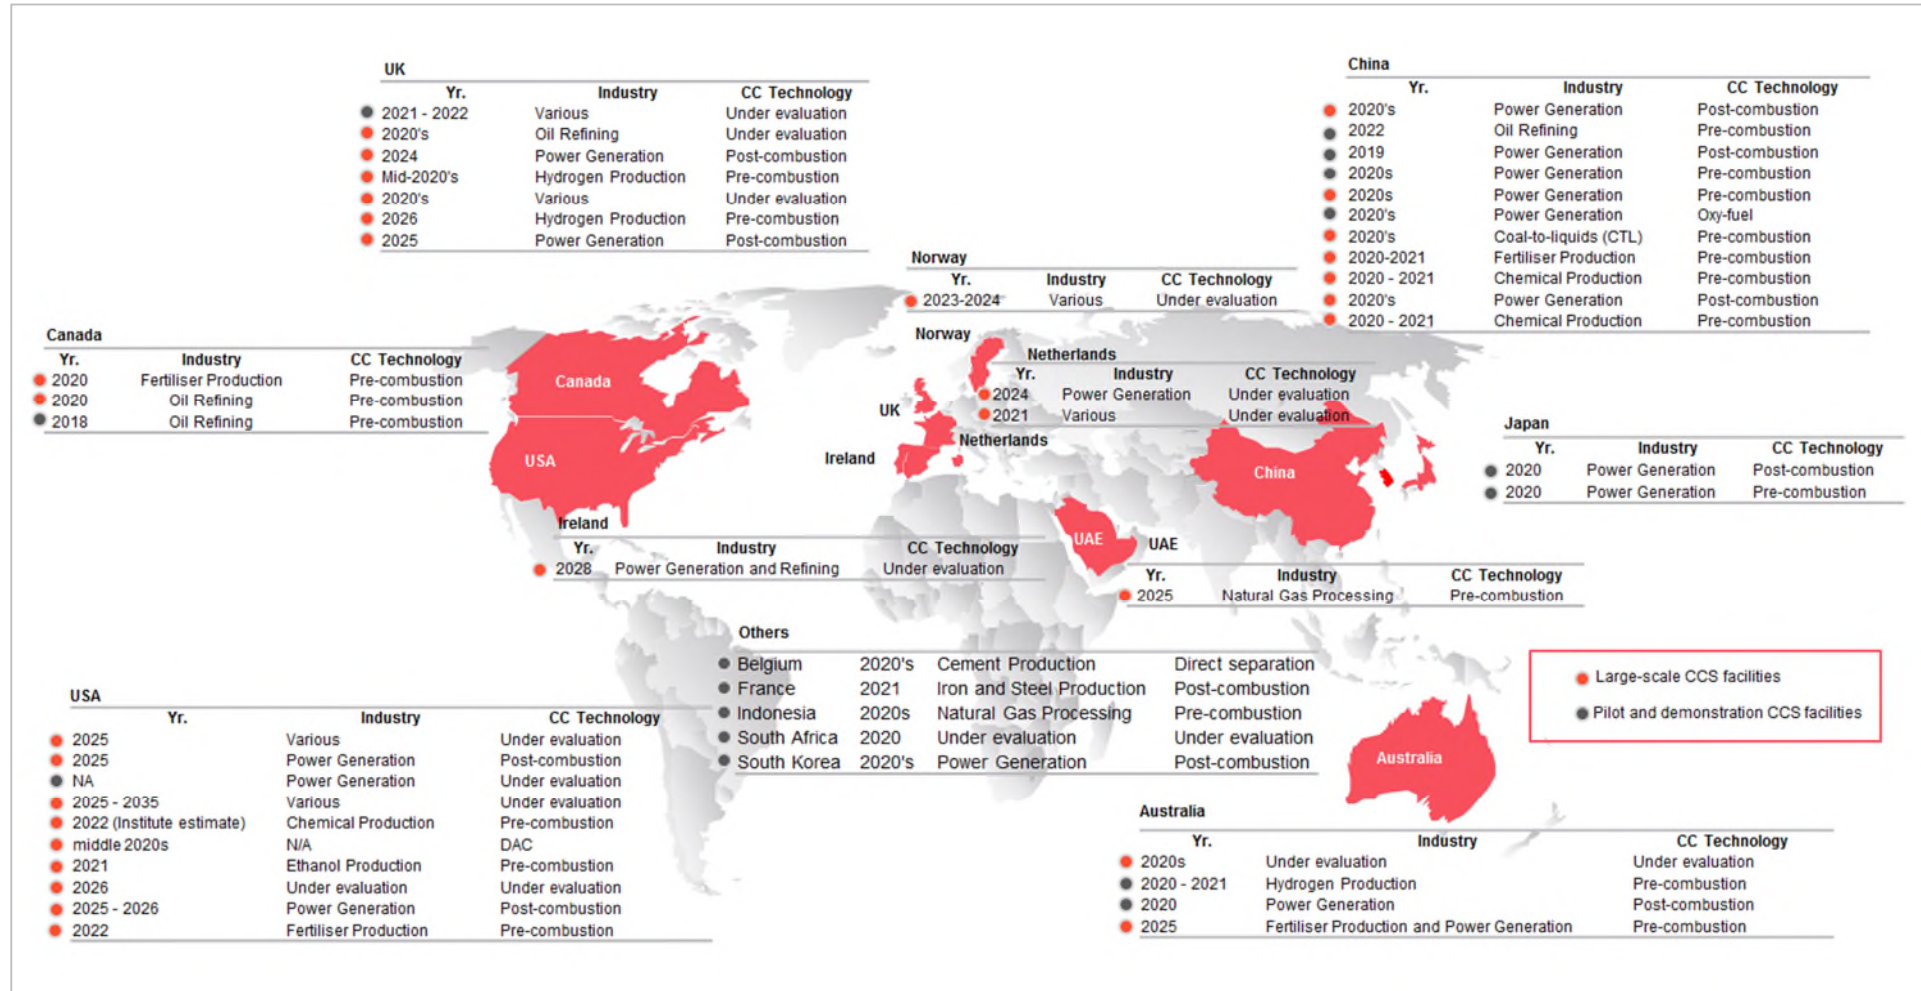 UK
Yr. Industry CC Technology
2021 - 2022 Various Under evaluation
2020's Oil Refining Under evaluation
2024 Power Generation Post-combustion
Mid-2020's Hydrogen Production Pre-combustion
2020's Various Under evaluation
2026 Hydrogen Production Pre-combustion
2025 Power Generation Post-combustion
China
Yr. Industry CC Technology
2020's Power Generation Post-combustion
2022 Oil Refining Pre-combustion
2019 Power Generation Post-combustion
2020s Power Generation Pre-combustion
2020s Power Generation Pre-combustion
2020's Power Generation Oxy-fuel
2020's Coal-to-liquids (CTL) Pre-combustion
2020-2021 Fertiliser Production Pre-combustion
2020 - 2021 Chemical Production Pre-combustion
2020's Power Generation Post-combustion
2020 - 2021 Chemical Production Pre-combustion
Norway
Yr. Industry CC Technology
2023-2024 Various Under evaluation
Canada
Yr. Industry CC Technology
2020 Fertiliser Production Pre-combustion
2020 Oil Refining Pre-combustion
2018 Oil Refining Pre-combustion
Norway
Netherlands
Yr. Industry CC Technology
2024 Power Generation Under evaluation
2021 Various Under evaluation
Canada
USA
UK
Netherlands
Ireland
China
Japan
Yr. Industry CC Technology
2020 Power Generation Post-combustion
2020 Power Generation Pre-combustion
Ireland
Yr. Industry CC Technology
2028 Power Generation and Refining Under evaluation
UAE
UAE
Yr. Industry CC Technology
2025 Natural Gas Processing Pre-combustion
Others
Belgium 2020's Cement Production Direct separation
France 2021 Iron and Steel Production Post-combustion
Indonesia 2020s Natural Gas Processing Pre-combustion
South Africa 2020 Under evaluation Under evaluation
South Korea 2020's Power Generation Post-combustion
Large-scale CCS facilities
Pilot and demonstration CCS facilities
USA
Yr. Industry CC Technology
2025 Various Under evaluation
2025 Power Generation Post-combustion
NA Power Generation Under evaluation
2025 - 2035 Various Under evaluation
2022 (Institute estimate) Chemical Production Pre-combustion
middle 2020s N/A DAC
2021 Ethanol Production Pre-combustion
2026 Under evaluation Under evaluation
2025 - 2026 Power Generation Post-combustion
2022 Fertiliser Production Pre-combustion
Australia
Australia
Yr. Industry CC Technology
2020s Under evaluation Under evaluation
2020 - 2021 Hydrogen Production Pre-combustion
2020 Power Generation Post-combustion
2025 Fertiliser Production and Power Generation Pre-combustion